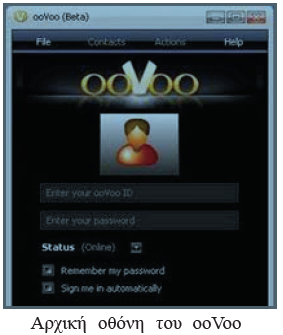 ooVoo (Beta)
File Contacts Actions Help
ooVoo
Enter your ooVoo ID
Enter your password
Status (Online)
Remember my password
Sign me in automatically
Αρχική οθόνη του ooVoo